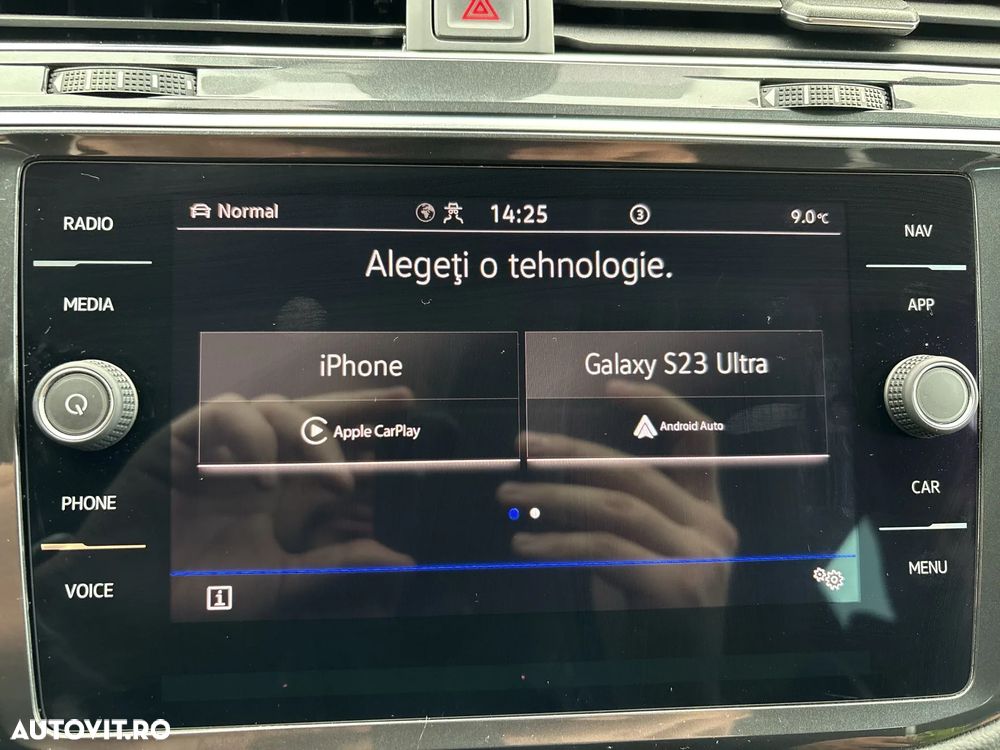 Normal
14:25
3
9.0°C
RADIO
NAV
Alegeţi o tehnologie.
MEDIA
APP
iPhone
Galaxy S23 Ultra
Apple CarPlay
Android Auto
PHONE
CAR
VOICE
MENU
i
AUTOVIT.RO